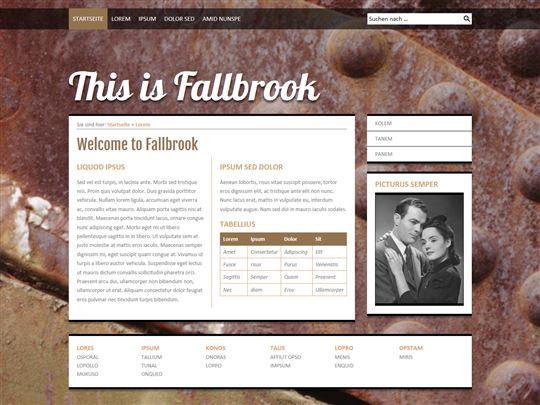 STARTSEITE LOREM IPSUM DOLOR SED AMID NUNSPE
Suchen nach ...
This is Fallbrook
Sie sind hier: Startseite » Lorem
Welcome to Fallbrook
LIQUOD IPSUS
Sed vel est turpis, in lacinia ante. Morbi sed tristique
nisi. Proin quis volutpat dolor. Duis gravida porttitor
vehicula. Nullam lorem ligula, accumsan eget viverra
ac, convallis vitae mauris. Aliquam porta sagittis nisi at
blandit. Maecenas porta tincidunt lacus, ornare congue
nunc adipiscing eget. Morbi eget mi ut libero
pellentesque sagittis in in libero. Ut vulputate sem at
justo molestie at mattis eros iaculis. Maecenas semper
dignissim mi, eget suscipit quam congue at. Vivamus ut
turpis a libero auctor vehicula. Suspendisse eget lectus
ut mauris dictum convallis sollicitudin pharetra orci.
Praesent arcu dui, ullamcorper non bibendum non,
ullamcorper ut erat. Aliquam consectetur dolor feugiat
eros pulvinar nec tincidunt turpis bibendum.
IPSUM SED DOLOR
Aenean lobortis, risus vitae suscipit posuere, tortor
eros dignissim elit, ac tristique ante elit non nunc.
Nunc lacus erat, mattis in vulputate eu, interdum
vulputate augue. Nam sed dui in mauris iaculis sodales.
TABELLIUS
Lorem Ipsum Dolor Sit
Amet Consectetur Adipiscing Elit
Fusce risus Purus Venenatis
Sagittis Semper Quam Praesent
Nec diam Eros Ullamcorper
KOLEM
TANEM
PANEM
PICTURUS SEMPER
LORES IPSUM KONOS TALIS LOPRO OPSTAM
OSPORAL TALLIUM ONORAS AFFILIT OPSO MENIS MIRIS
LOPOLLO TUNAL LOPPO IMPSUM ENQUID
MUKUSO ONQUED